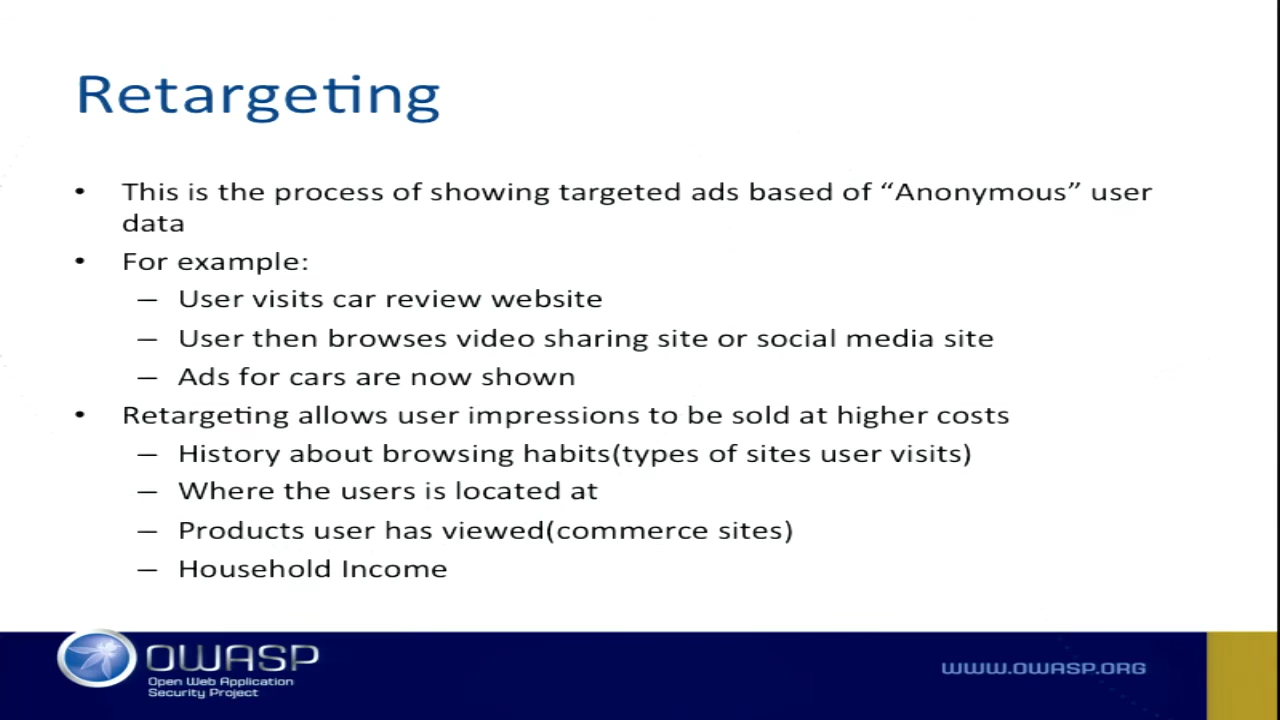 Retargeting
• This is the process of showing targeted ads based of “Anonymous” user
data
• For example:
– User visits car review website
– User then browses video sharing site or social media site
– Ads for cars are now shown
• Retargeting allows user impressions to be sold at higher costs
– History about browsing habits(types of sites user visits)
– Where the users is located at
– Products user has viewed(commerce sites)
– Household Income
OWASP
Open Web Application
Security Project
WWW.OWASP.ORG